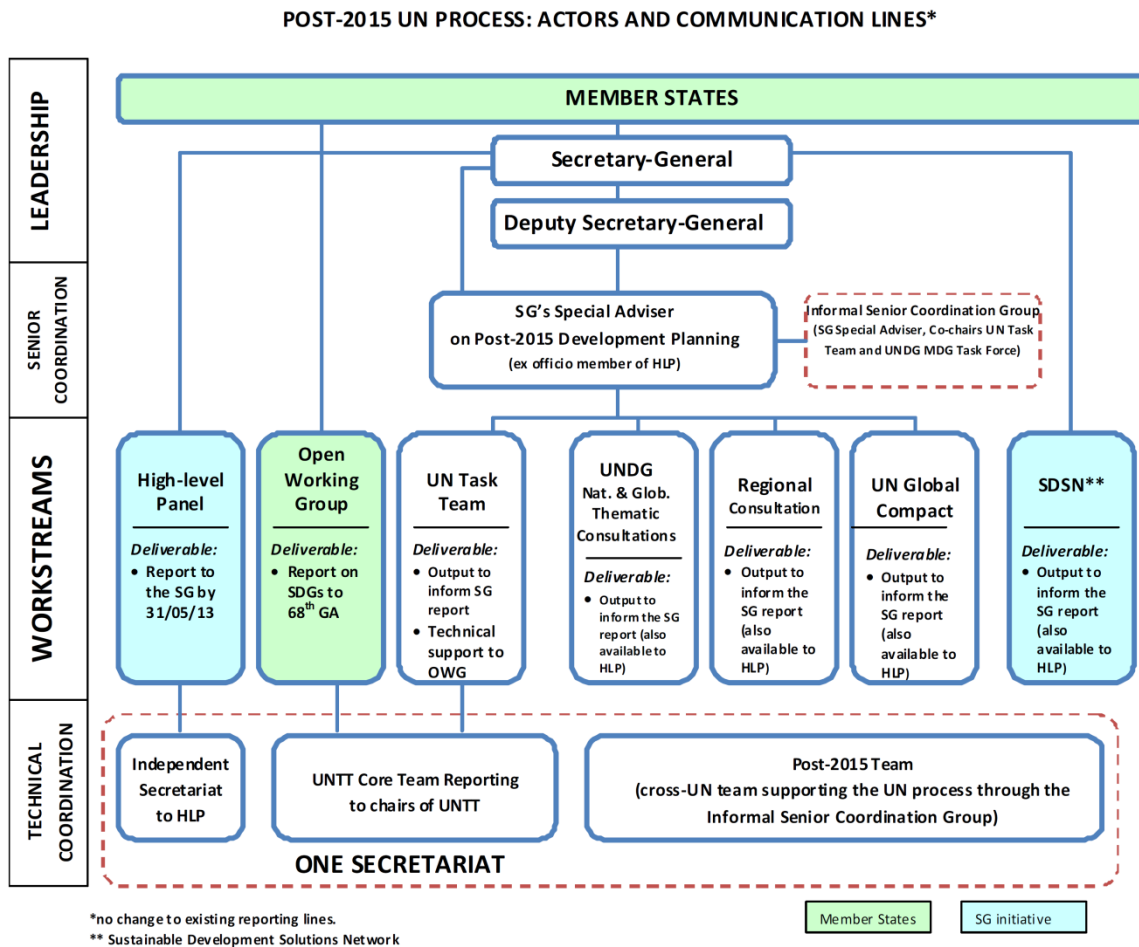 POST-2015 UN PROCESS: ACTORS AND COMMUNICATION LINES*
LEADERSHIP
MEMBER STATES
Secretary-General
Deputy Secretary-General
SENIOR
COORDINATION
SG's Special Adviser
on Post-2015 Development Planning
(ex officio member of HLP)
Informal Senior Coordination Group
(SG Special Adviser, Co-chairs UN Task
Team and UNDG MDG Task Force)
WORKSTREAMS
High-level
Panel
Deliverable:
• Report to
the SG by
31/05/13
Open
Working
Group
Deliverable:
• Report on
SDGs to
68th GA
UN Task
Team
Deliverable:
• Output to
inform SG
report
• Technical
support to
OWG
UNDG
Nat. & Glob.
Thematic
Consultations
Deliverable:
• Output to
inform the SG
report (also
available to
HLP)
Regional
Consultation
Deliverable:
• Output to
inform the
SG report
(also
available to
HLP)
UN Global
Compact
Deliverable:
• Output to
inform the
SG report
(also
available to
HLP)
SDSN**
Deliverable:
• Output to
inform the
SG report
(also
available to
HLP)
TECHNICAL
COORDINATION
Independent
Secretariat
to HLP
UNTT Core Team Reporting
to chairs of UNTT
Post-2015 Team
(cross-UN team supporting the UN process through the
Informal Senior Coordination Group)
ONE SECRETARIAT
*no change to existing reporting lines.
** Sustainable Development Solutions Network
Member States
SG initiative